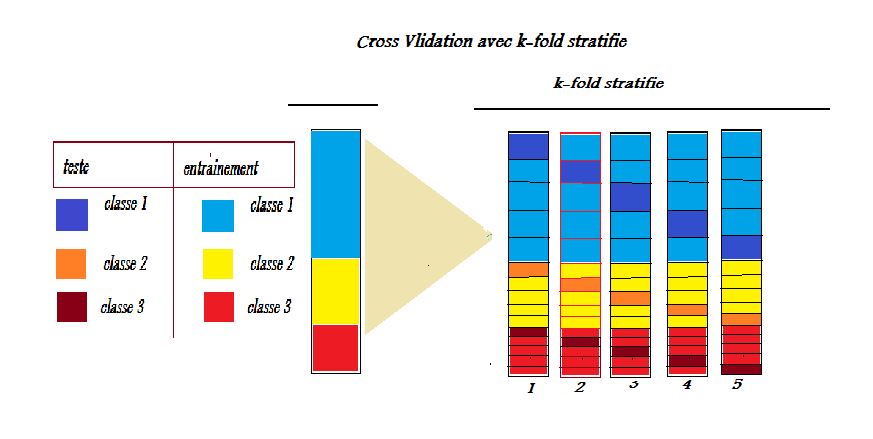 Cross Vlidation avec k-fold stratifie
k-fold stratifie
teste entrainement
classe 1 classe 1
classe 2 classe 2
classe 3 classe 3
1 2 3 4 5